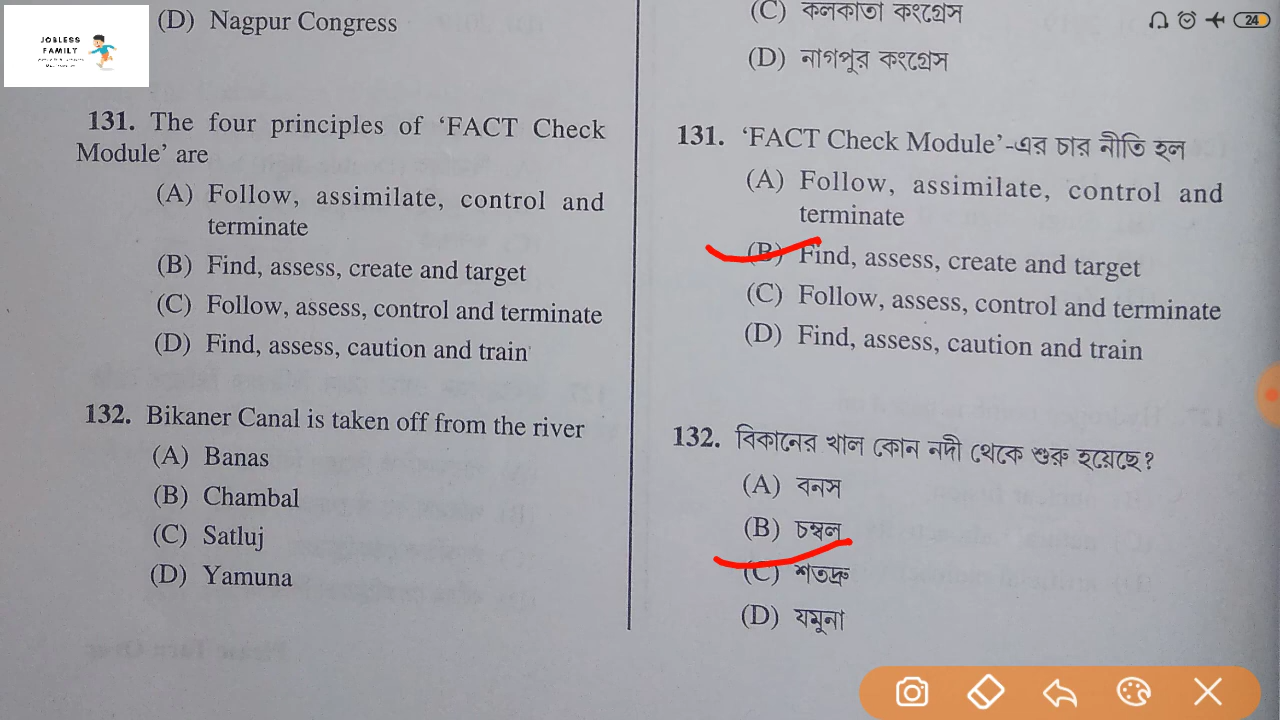 JOBLESS
FAMILY
(D) Nagpur Congress
131. The four principles of ‘FACT Check
Module’ are
(A) Follow, assimilate, control and
terminate
(B) Find, assess, create and target
(C) Follow, assess, control and terminate
(D) Find, assess, caution and train
132. Bikaner Canal is taken off from the river
(A) Banas
(B) Chambal
(C) Satluj
(D) Yamuna
(C) কলকাতা কংগ্রেস
(D) নাগপুর কংগ্রেস
131. ‘FACT Check Module’-এর চার নীতি হল
(A) Follow, assimilate, control and
terminate
(B) Find, assess, create and target
(C) Follow, assess, control and terminate
(D) Find, assess, caution and train
132. বিকানের খাল কোন নদী থেকে শুরু হয়েছে?
(A) বনস
(B) চম্বল
(C) শতদ্রু
(D) যমুনা
24